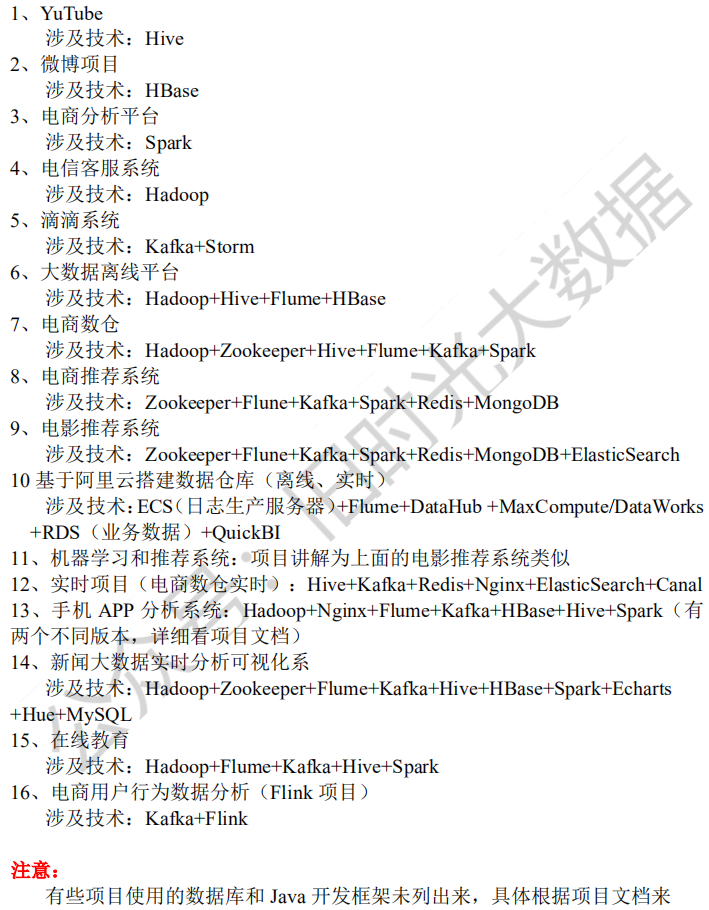 1、YuTube
涉及技术：Hive
2、微博项目
涉及技术：HBase
3、电商分析平台
涉及技术：Spark
4、电信客服系统
涉及技术：Hadoop
5、滴滴系统
涉及技术：Kafka+Storm
6、大数据离线平台
涉及技术：Hadoop+Hive+Flume+HBase
7、电商数仓
涉及技术：Hadoop+Zookeeper+Hive+Flume+Kafka+Spark
8、电商推荐系统
涉及技术：Zookeeper+Flune+Kafka+Spark+Redis+MongoDB
9、电影推荐系统
涉及技术：Zookeeper+Flune+Kafka+Spark+Redis+MongoDB+ElasticSearch
10 基于阿里云搭建数据仓库（离线、实时）
涉及技术：ECS（日志生产服务器）+Flume+DataHub +MaxCompute/DataWorks
+RDS（业务数据）+QuickBI
11、机器学习和推荐系统：项目讲解为上面的电影推荐系统类似
12、实时项目（电商数仓实时）：Hive+Kafka+Redis+Nginx+ElasticSearch+Canal
13、手机 APP 分析系统：Hadoop+Nginx+Flume+Kafka+HBase+Hive+Spark（有
两个不同版本，详细看项目文档）
14、新闻大数据实时分析可视化系
涉及技术：Hadoop+Zookeeper+Flume+Kafka+Hive+HBase+Spark+Echarts
+Hue+MySQL
15、在线教育
涉及技术：Hadoop+Flume+Kafka+Hive+Spark
16、电商用户行为数据分析（Flink 项目）
涉及技术：Kafka+Flink
注意：
有些项目使用的数据库和 Java 开发框架未列出来，具体根据项目文档来
公众号：旧时光大数据